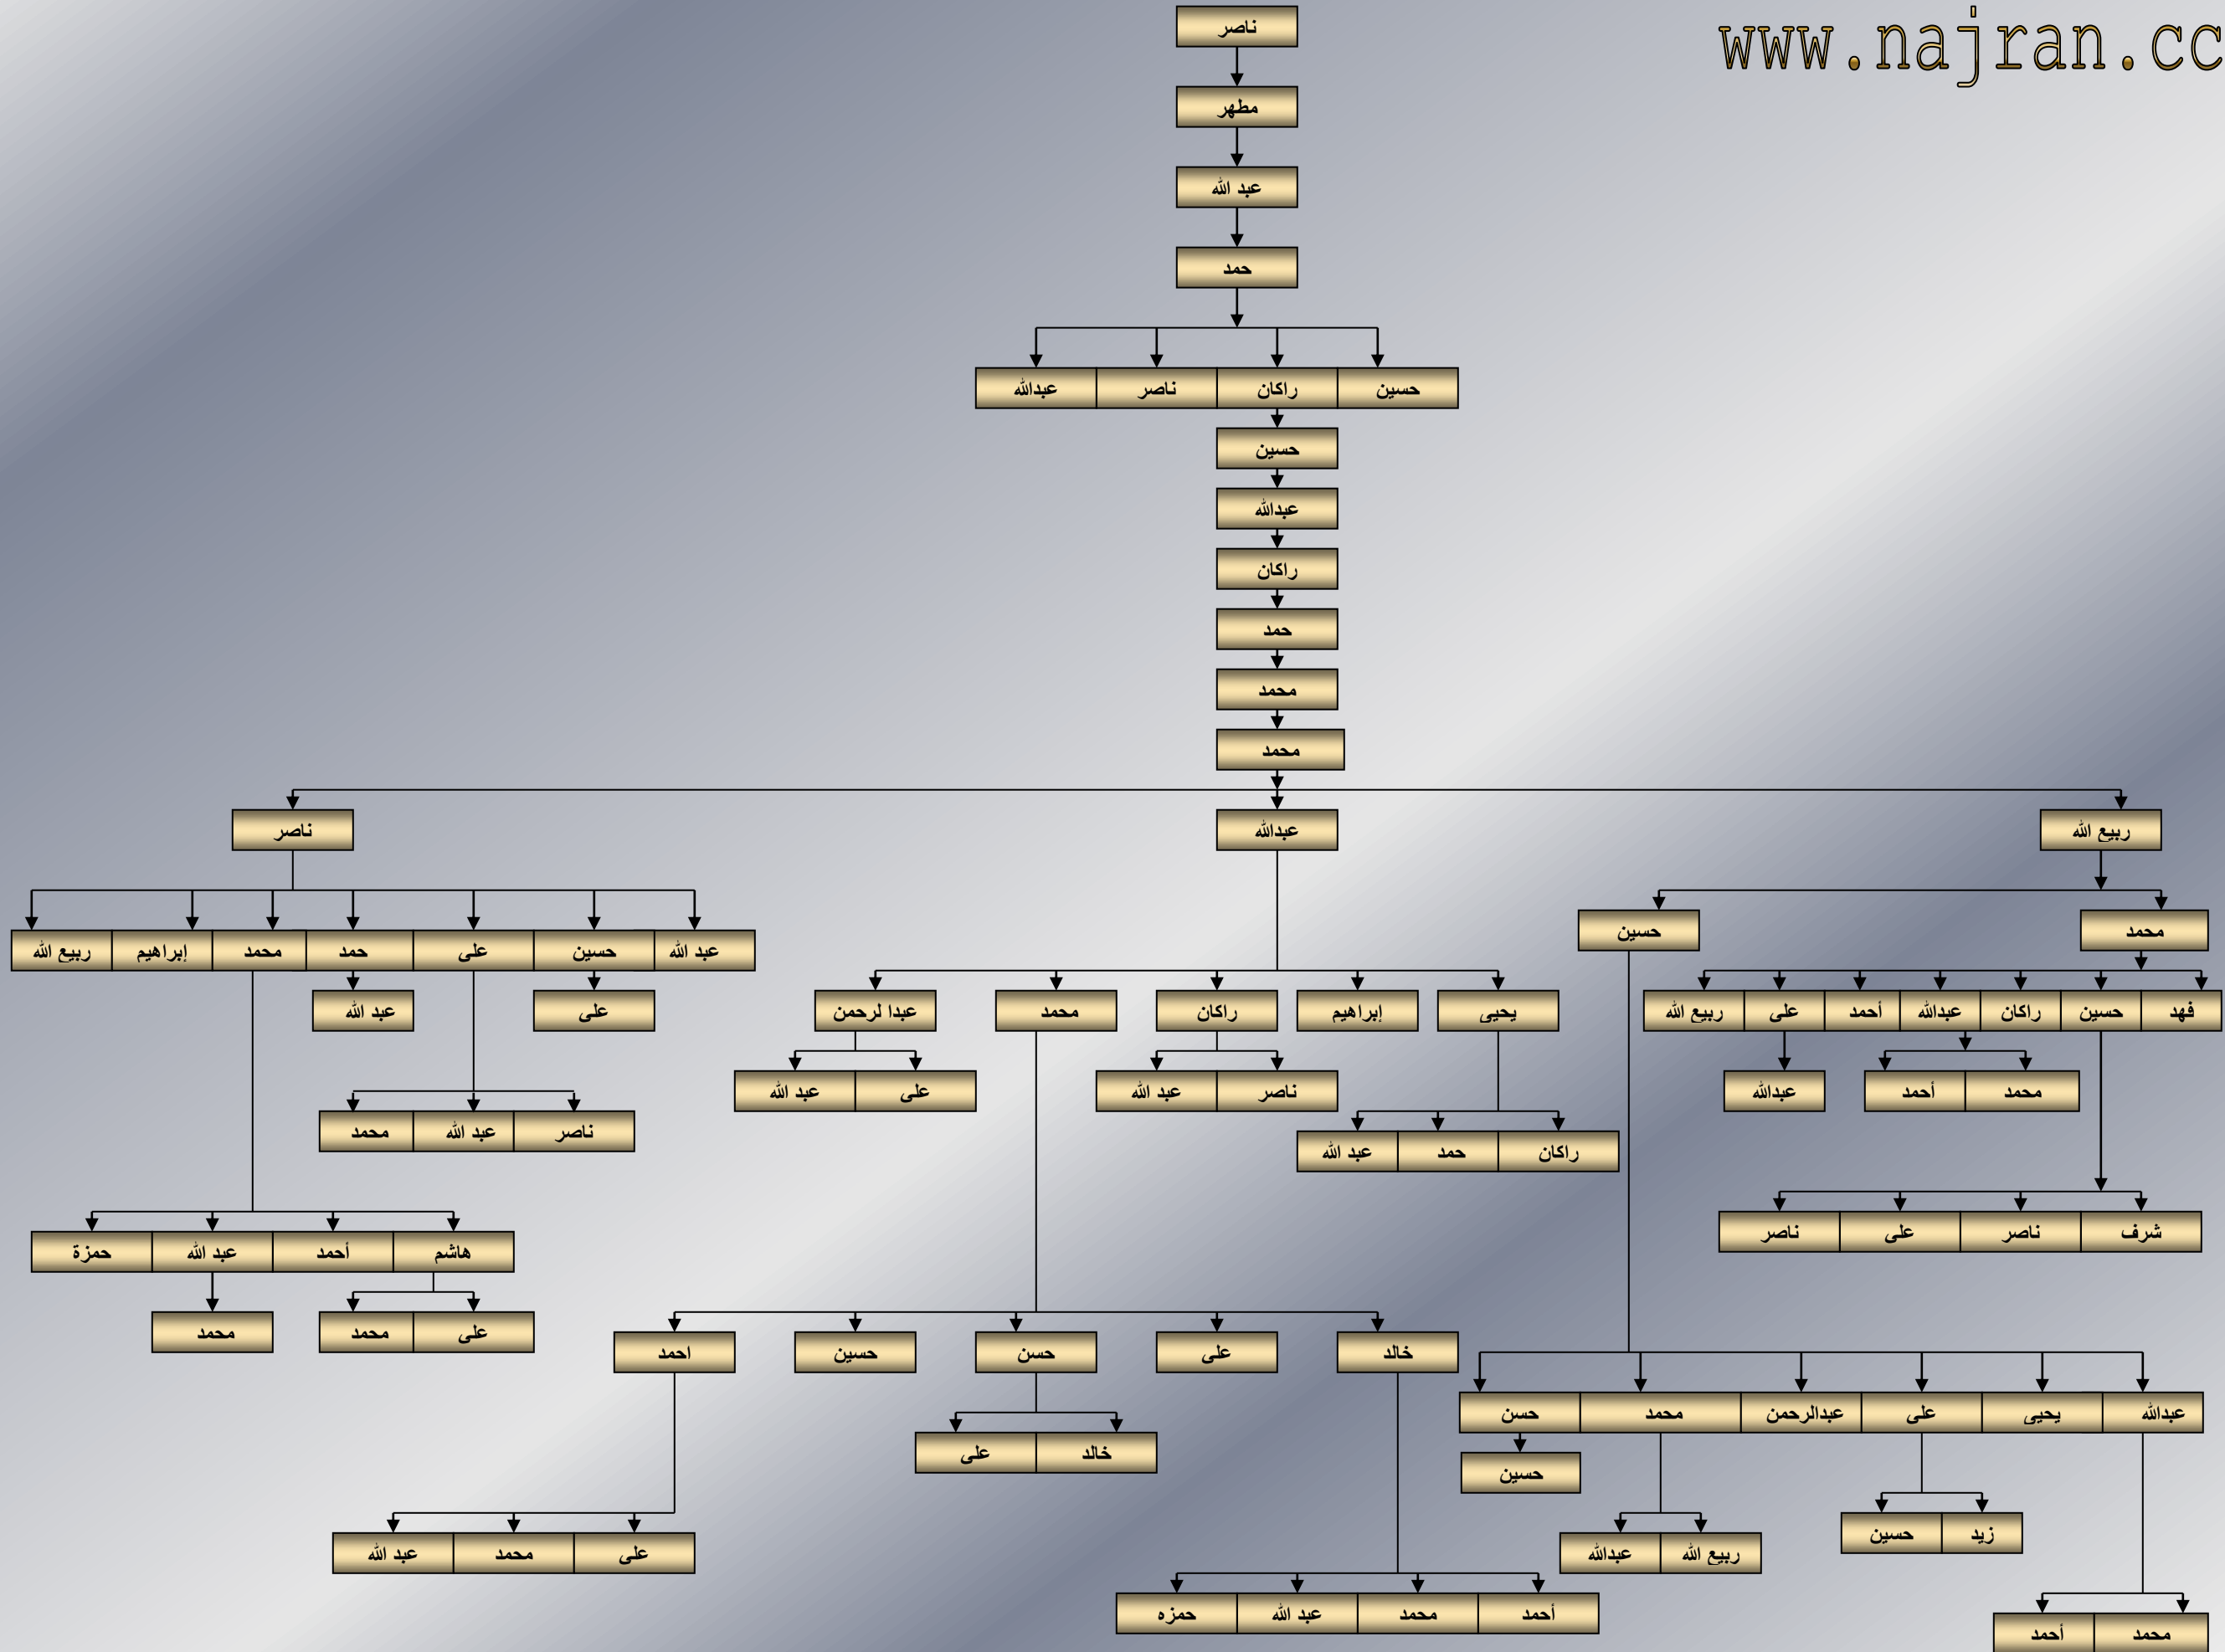 www.najran.cc
ناصر
مطهر
عبد الله
حمد
حسين راكان ناصر عبدالله
حسين
عبدالله
راكان
حمد
محمد
محمد
ربيع الله عبدالله ناصر
محمد حسين
عبد الله حسين على حمد محمد إبراهيم ربيع الله
فهد حسين راكان عبدالله أحمد على ربيع الله
يحيى إبراهيم راكان محمد عبدا لرحمن
على عبد الله
محمد أحمد عبدالله
ناصر عبد الله على عبد الله
ناصر عبد الله محمد
راكان حمد عبد الله
شرف ناصر على ناصر
هاشم أحمد عبد الله حمزة
على محمد محمد
خالد على حسن حسين احمد
عبدالله يحيى على عبدالرحمن محمد حسن
خالد على
حسين
زيد حسين
ربيع الله عبدالله
على محمد عبد الله
أحمد محمد عبد الله حمزه
محمد أحمد